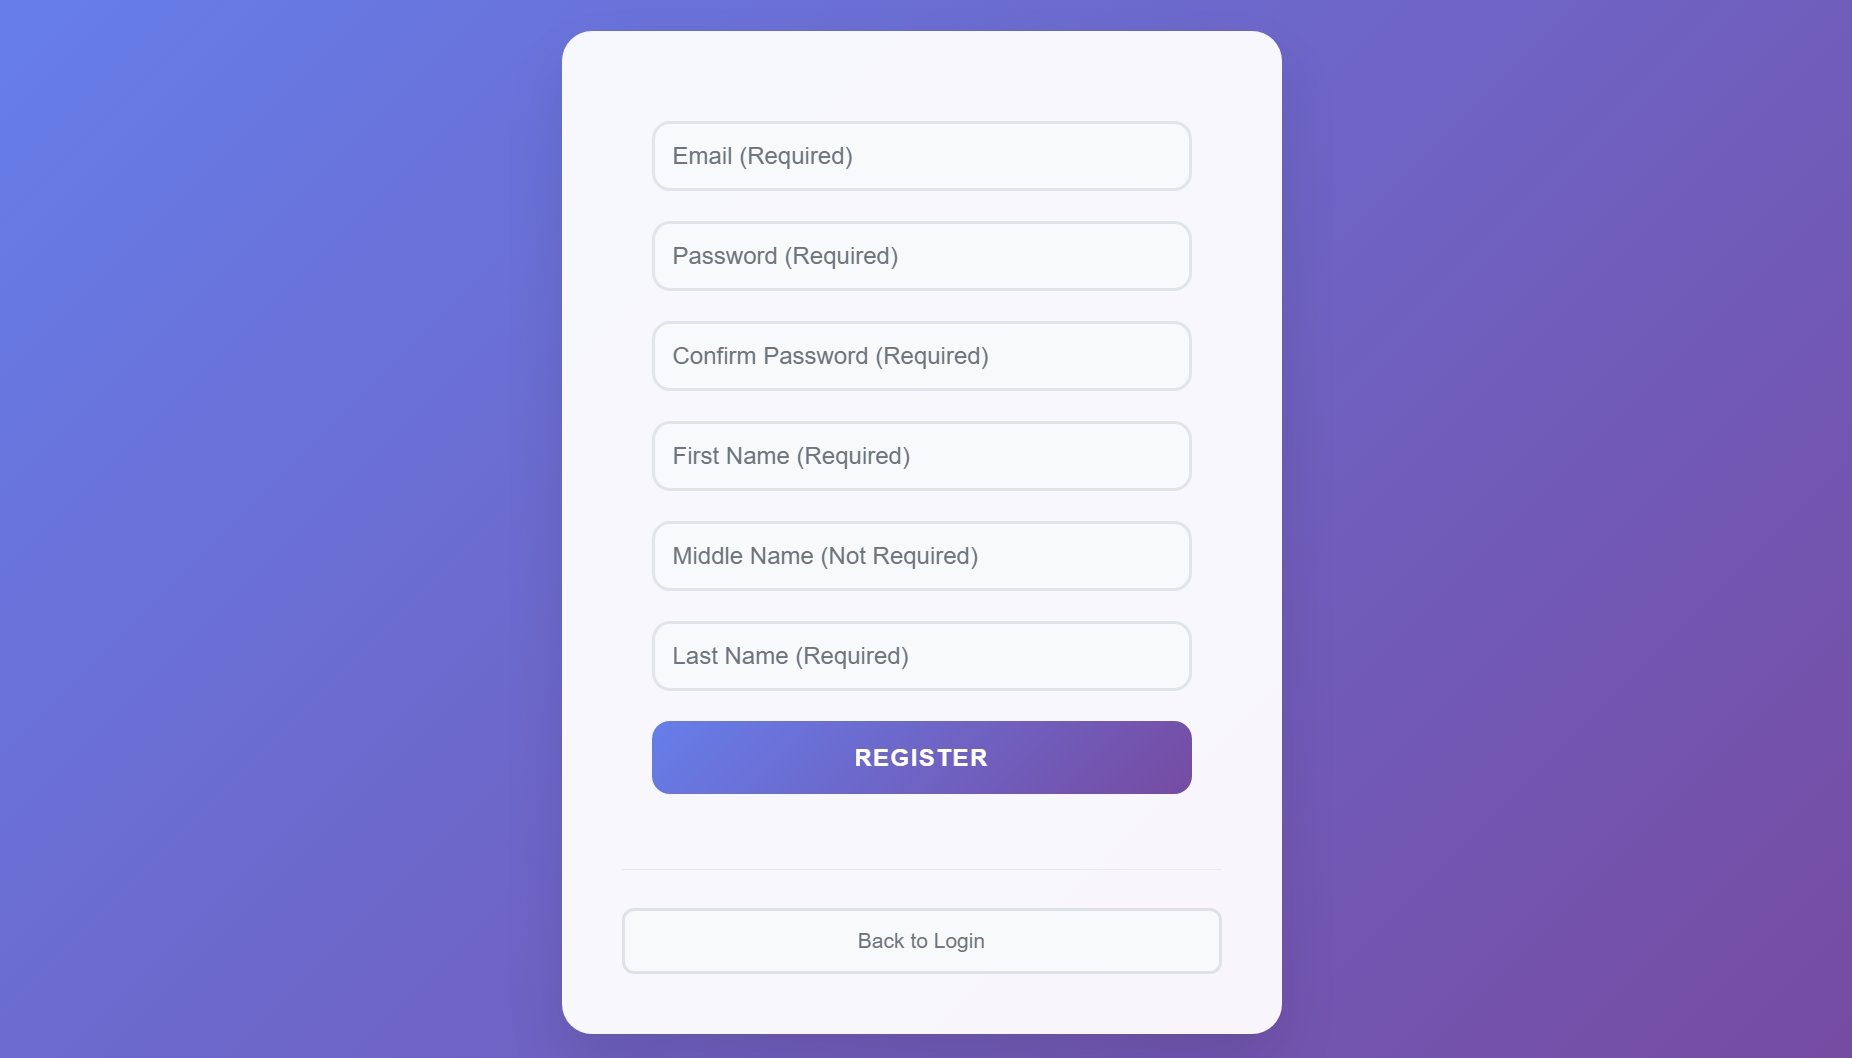 Email (Required)
Password (Required)
Confirm Password (Required)
First Name (Required)
Middle Name (Not Required)
Last Name (Required)
REGISTER
Back to Login